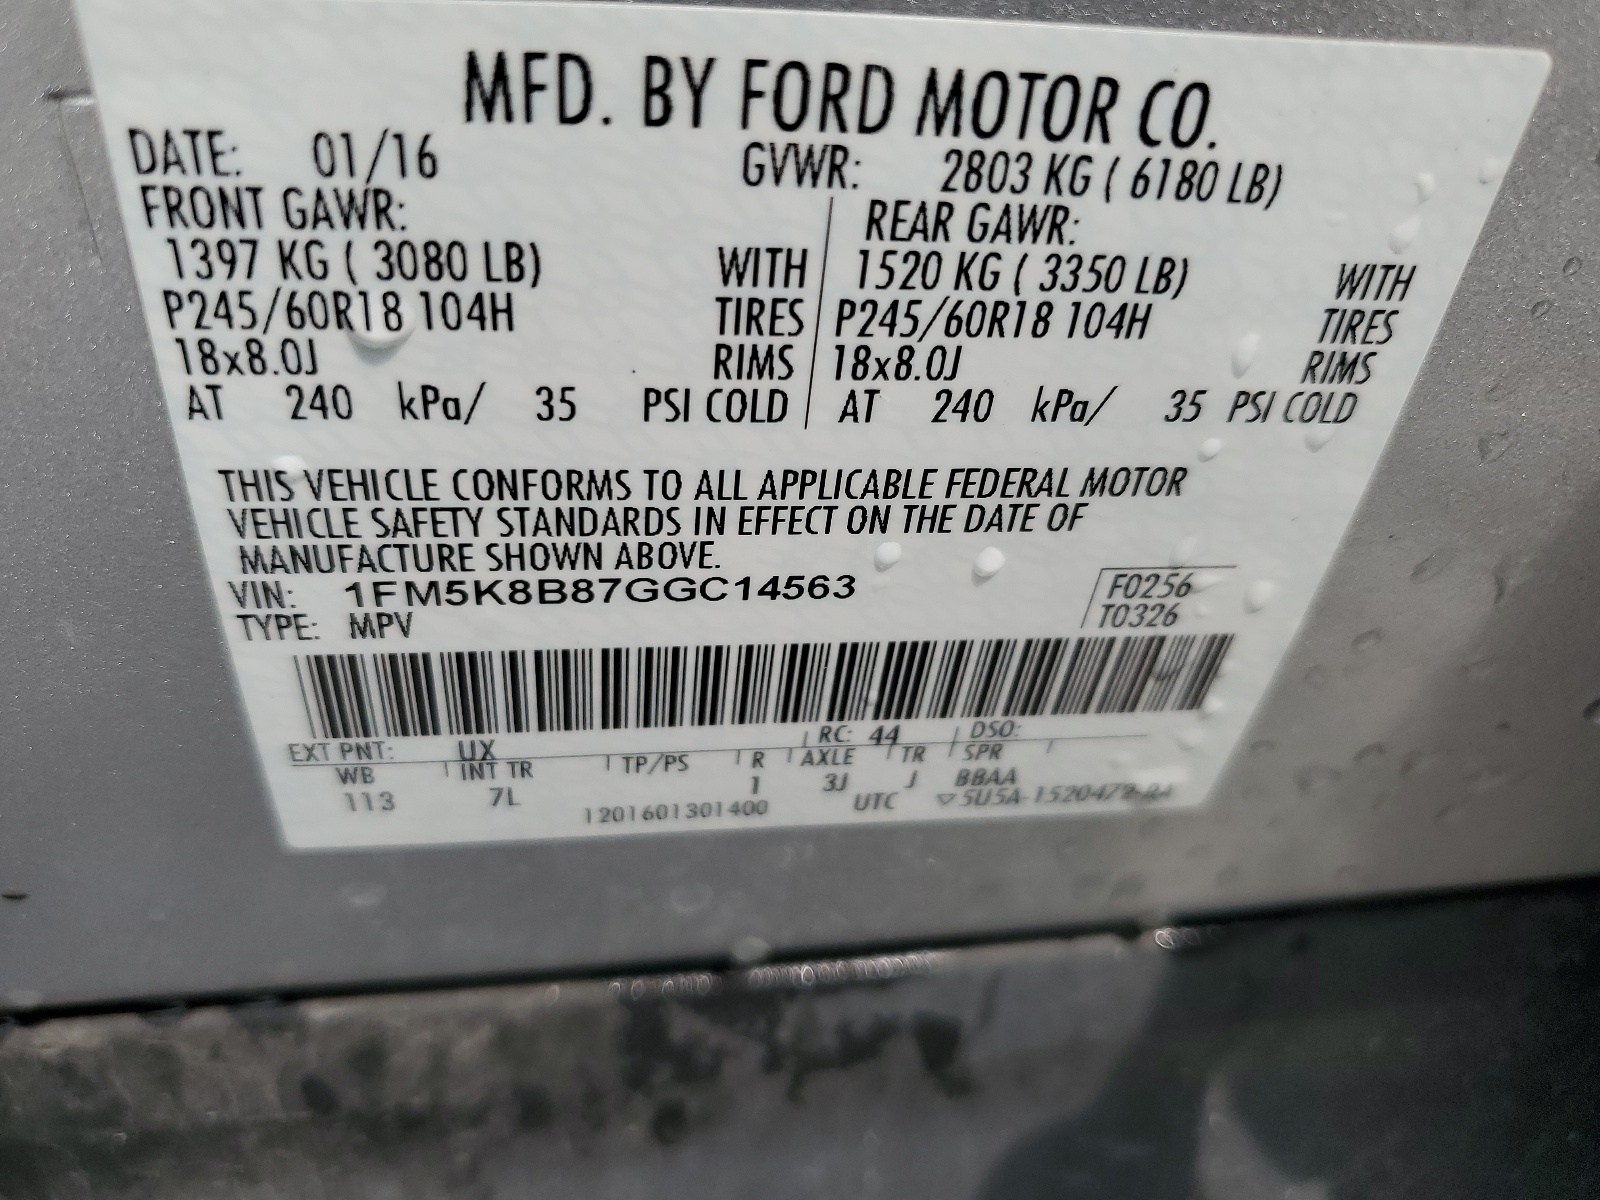 MFD. BY FORD MOTOR CO.
DATE: 01/16 GVWR: 2803 KG ( 6180 LB)
FRONT GAWR: REAR GAWR:
1397 KG ( 3080 LB) WITH 1520 KG ( 3350 LB) WITH
P245/60R18 104H TIRES P245/60R18 104H TIRES
18x8.0J RIMS 18x8.0J RIMS
AT 240 kPa/ 35 PSI COLD AT 240 kPa/ 35 PSI COLD
THIS VEHICLE CONFORMS TO ALL APPLICABLE FEDERAL MOTOR
VEHICLE SAFETY STANDARDS IN EFFECT ON THE DATE OF
MANUFACTURE SHOWN ABOVE.
VIN: 1FM5K8B87GGC14563 F0256
TYPE: MPV T0326
EXT PNT: UX RC: 44 DSO:
WB INT TR TP/PS R AXLE TR SPR
113 7L 1 3J J BBAA
1201601301400 UTC